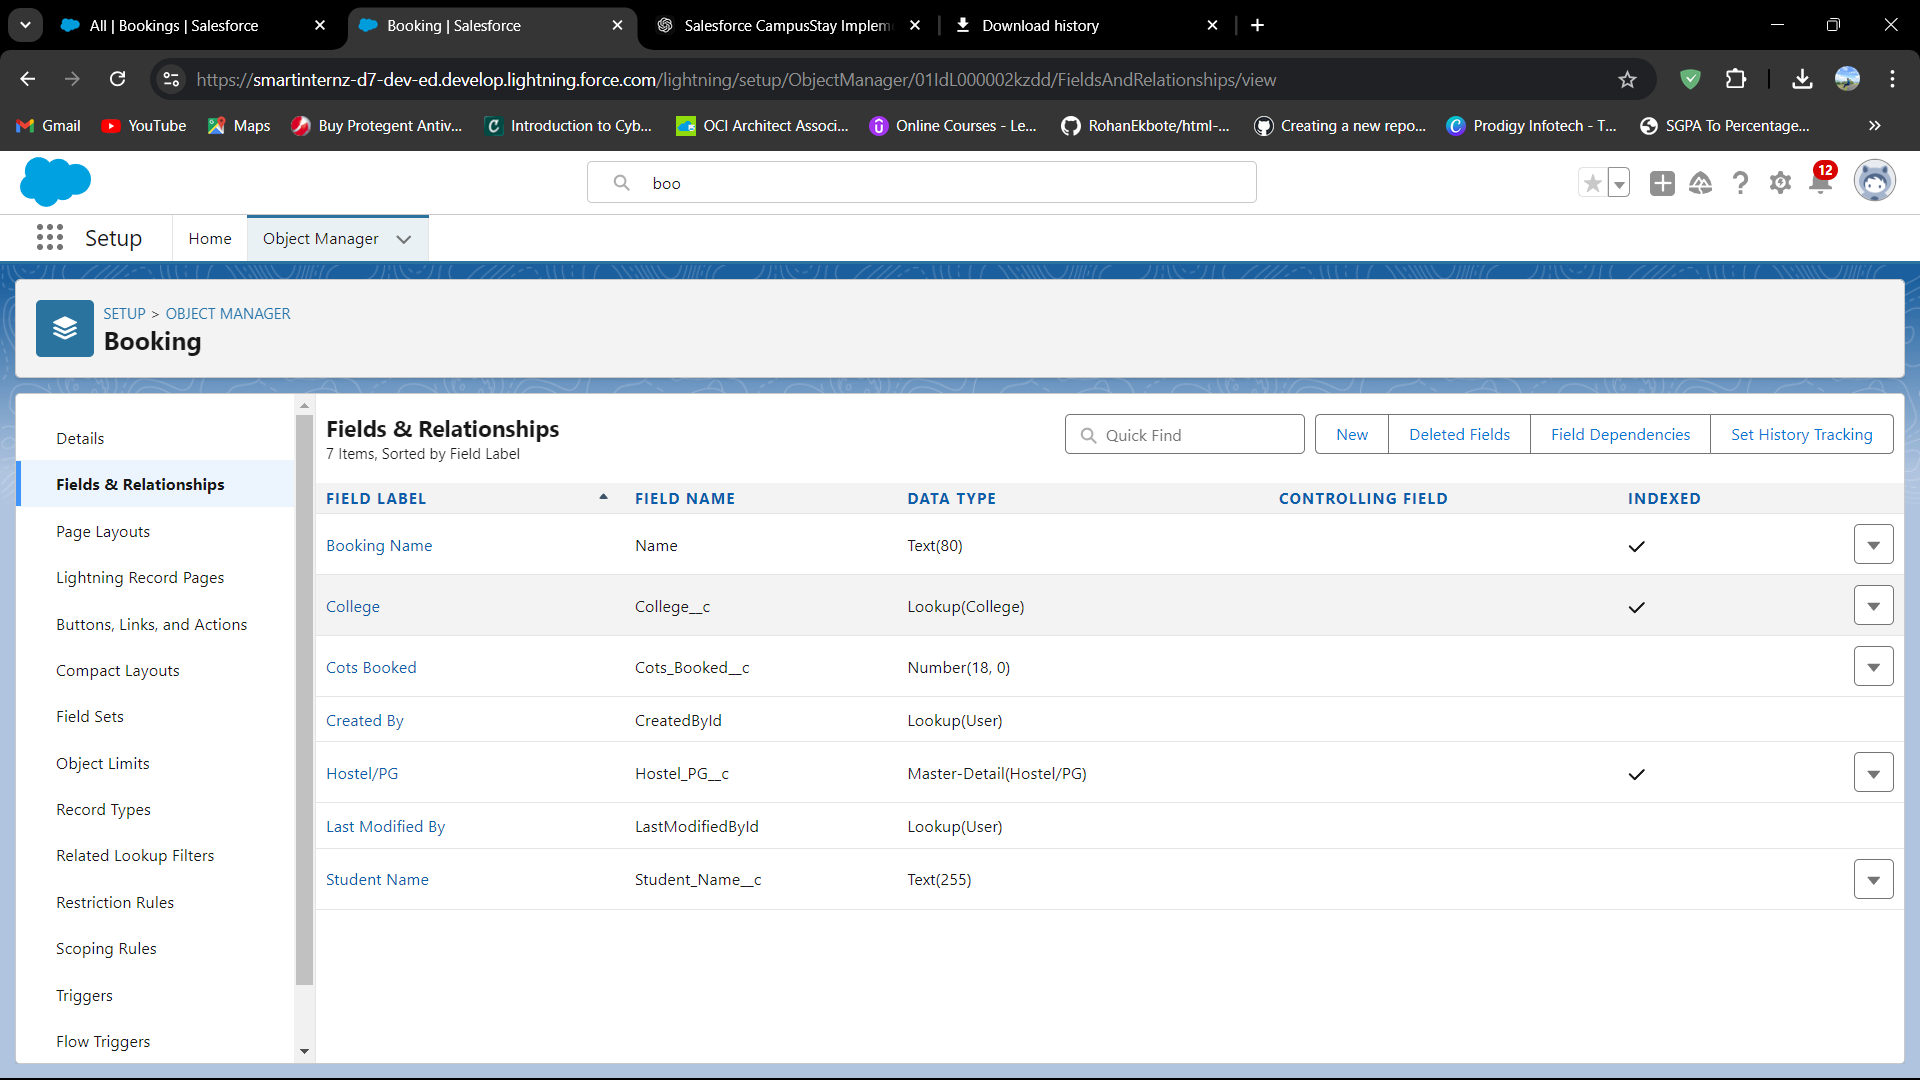 All | Bookings | Salesforce
Booking | Salesforce
Salesforce CampusStay Implem
Download history
https://smartinternz-d7-dev-ed.develop.lightning.force.com/lightning/setup/ObjectManager/01IdL000002kzdd/FieldsAndRelationships/view
Gmail
YouTube
Maps
Buy Protegent Antiv...
Introduction to Cyb...
OCI Architect Associ...
Online Courses - Le...
RohanEkbote/html-...
Creating a new repo...
Prodigy Infotech - T...
SGPA To Percentage...
boo
12
Setup
Home
Object Manager
SETUP > OBJECT MANAGER
Booking
Details
Fields & Relationships
Page Layouts
Lightning Record Pages
Buttons, Links, and Actions
Compact Layouts
Field Sets
Object Limits
Record Types
Related Lookup Filters
Restriction Rules
Scoping Rules
Triggers
Flow Triggers
Fields & Relationships
7 Items, Sorted by Field Label
Quick Find
New
Deleted Fields
Field Dependencies
Set History Tracking
FIELD LABEL FIELD NAME DATA TYPE CONTROLLING FIELD INDEXED
Booking Name Name Text(80)
College College__c Lookup(College)
Cots Booked Cots_Booked__c Number(18, 0)
Created By CreatedById Lookup(User)
Hostel/PG Hostel_PG__c Master-Detail(Hostel/PG)
Last Modified By LastModifiedById Lookup(User)
Student Name Student_Name__c Text(255)